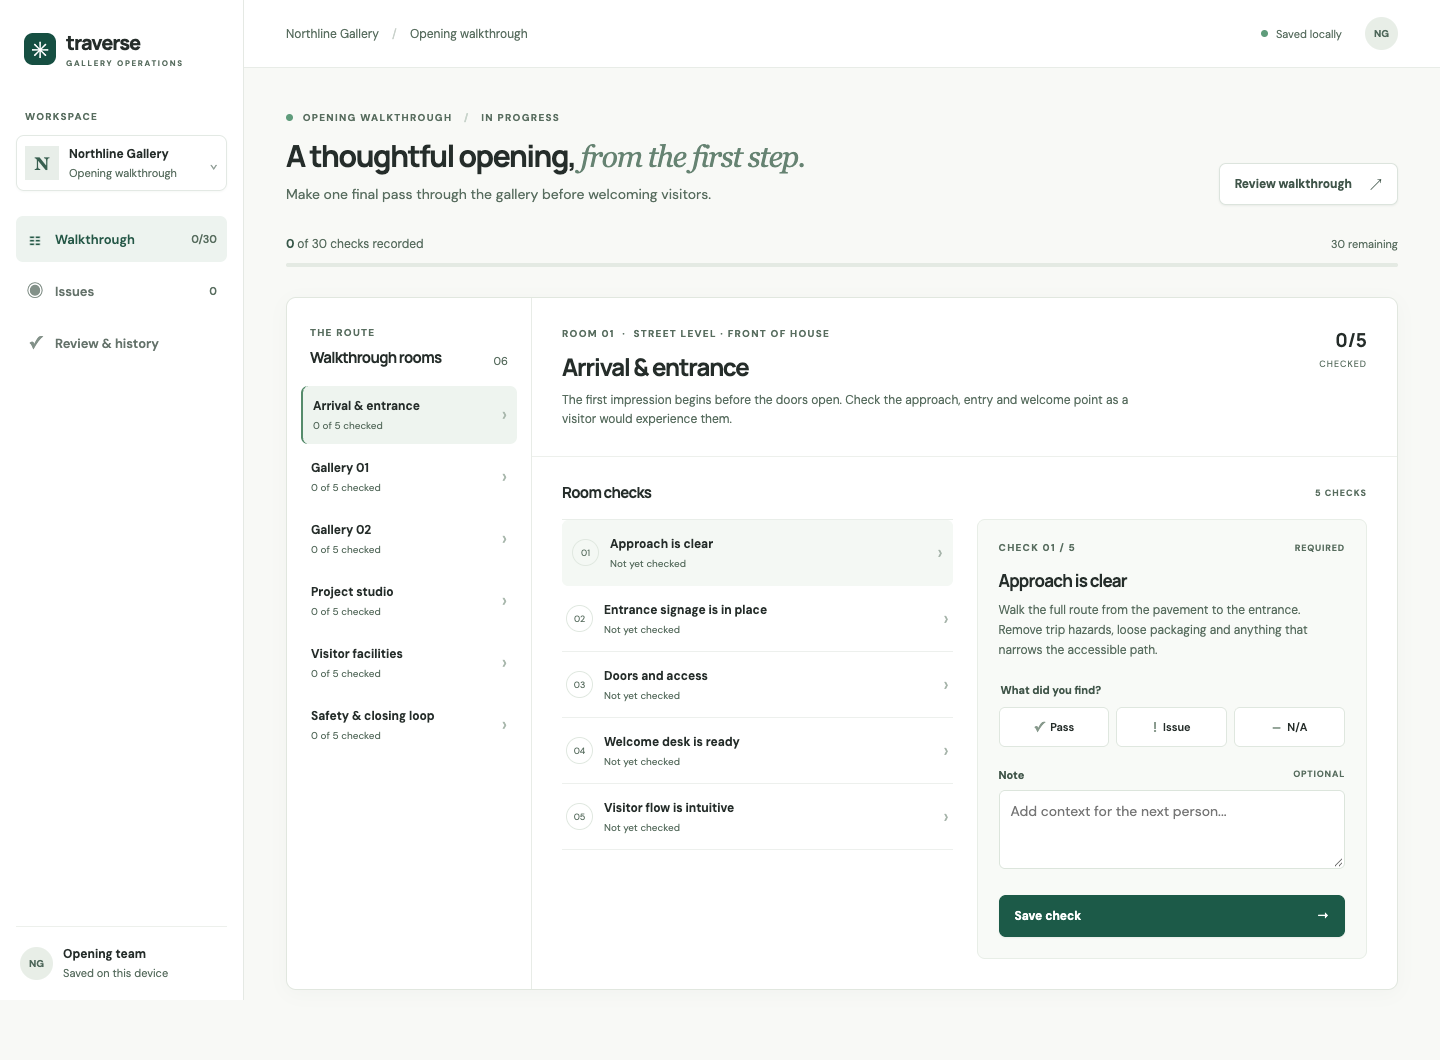 traverse
GALLERY OPERATIONS
WORKSPACE
N
Northline Gallery
Opening walkthrough
Walkthrough 0/30
Issues 0
Review & history
NG
Opening team
Saved on this device
Northline Gallery / Opening walkthrough
Saved locally
NG
OPENING WALKTHROUGH / IN PROGRESS
A thoughtful opening, from the first step.
Make one final pass through the gallery before welcoming visitors.
Review walkthrough ↗
0 of 30 checks recorded
30 remaining
THE ROUTE
Walkthrough rooms 06
Arrival & entrance
0 of 5 checked
Gallery 01
0 of 5 checked
Gallery 02
0 of 5 checked
Project studio
0 of 5 checked
Visitor facilities
0 of 5 checked
Safety & closing loop
0 of 5 checked
ROOM 01 · STREET LEVEL · FRONT OF HOUSE
Arrival & entrance
The first impression begins before the doors open. Check the approach, entry and welcome point as a
visitor would experience them.
0/5
CHECKED
Room checks
5 CHECKS
01 Approach is clear
Not yet checked
02 Entrance signage is in place
Not yet checked
03 Doors and access
Not yet checked
04 Welcome desk is ready
Not yet checked
05 Visitor flow is intuitive
Not yet checked
CHECK 01 / 5 REQUIRED
Approach is clear
Walk the full route from the pavement to the entrance.
Remove trip hazards, loose packaging and anything that
narrows the accessible path.
What did you find?
✓ Pass ! Issue – N/A
Note OPTIONAL
Add context for the next person...
Save check →